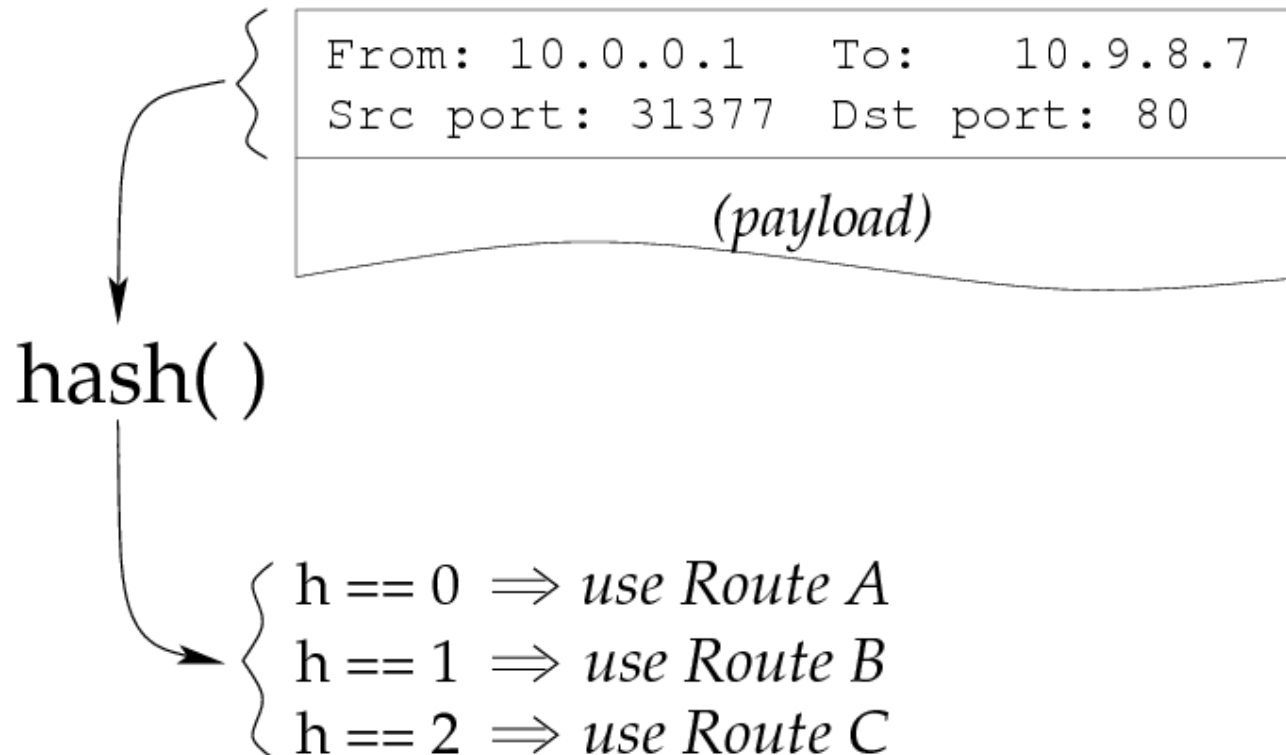 From: 10.0.0.1 To: 10.9.8.7
Src port: 31377 Dst port: 80
(payload)
hash( )
h == 0 ⇒ use Route A
h == 1 ⇒ use Route B
h == 2 ⇒ use Route C